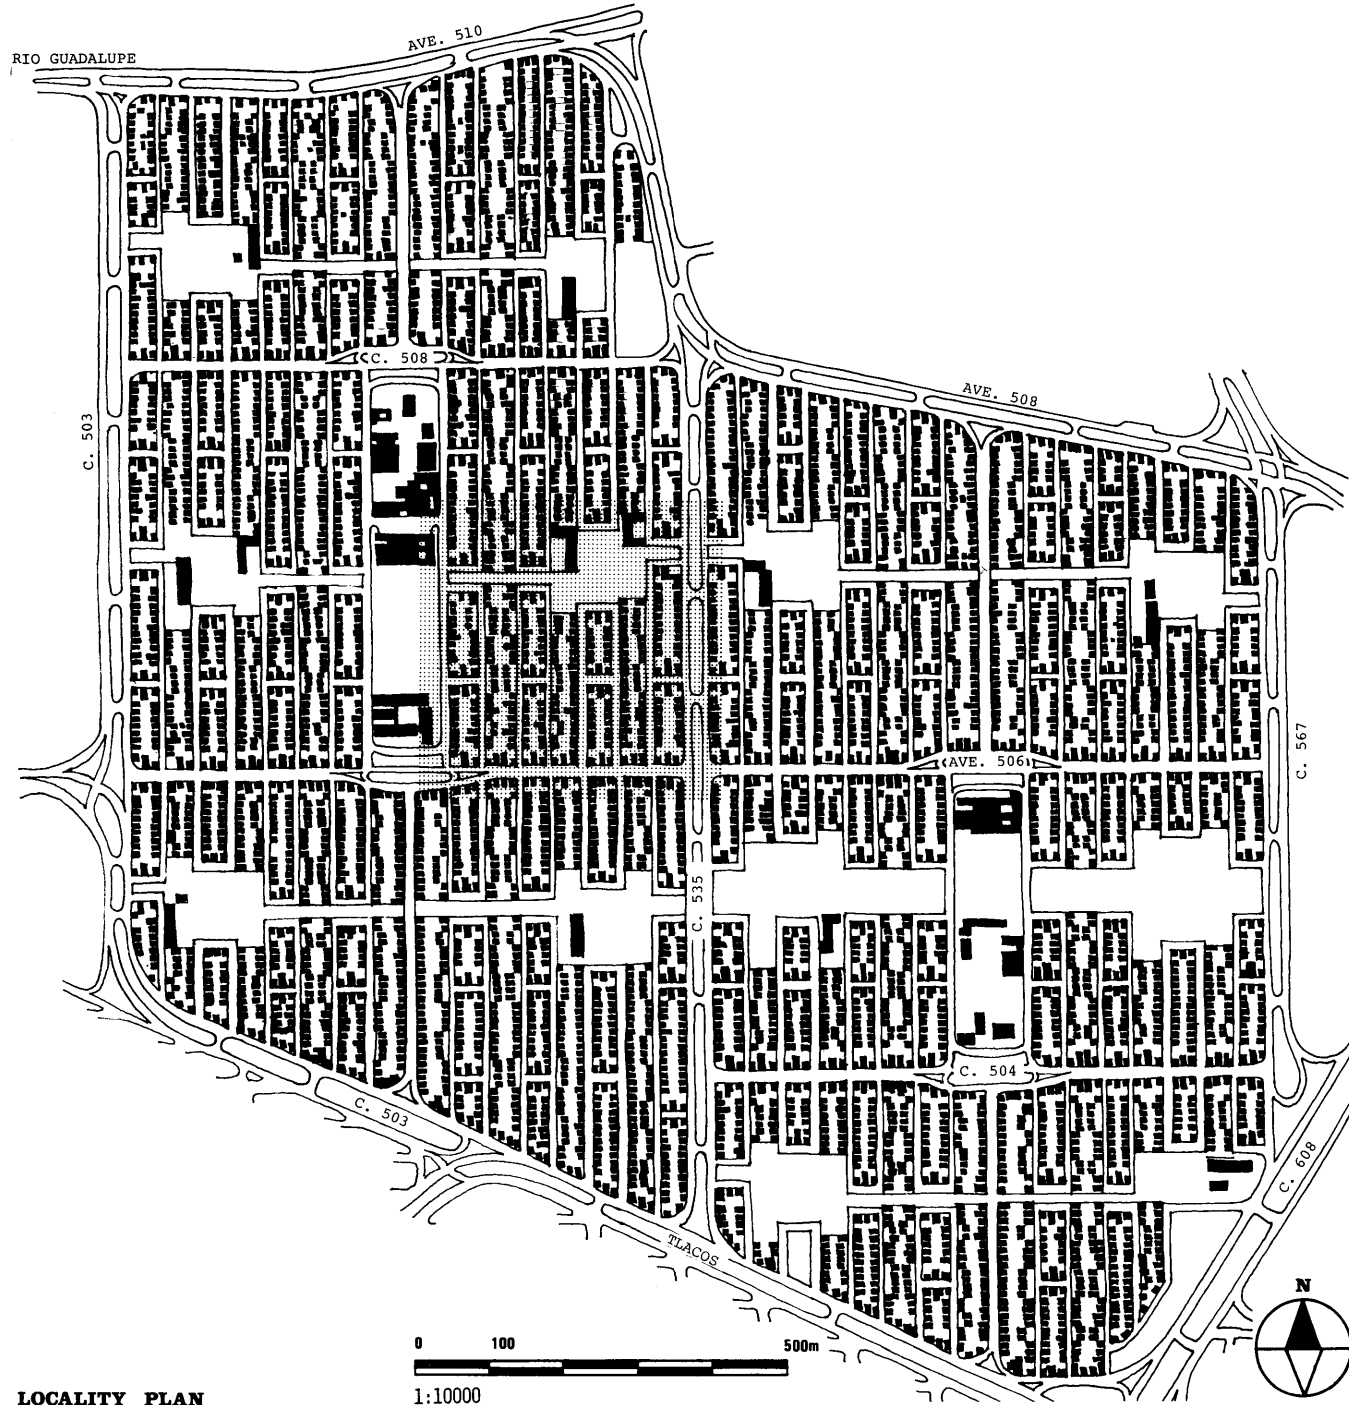 AVE. 510
RIO GUADALUPE
C. 508
AVE. 508
C. 503
C. 567
AVE. 506
C. 535
C. 504
C. 503
C. 608
TLACOS
N
0 100 500m
1:10000
LOCALITY PLAN